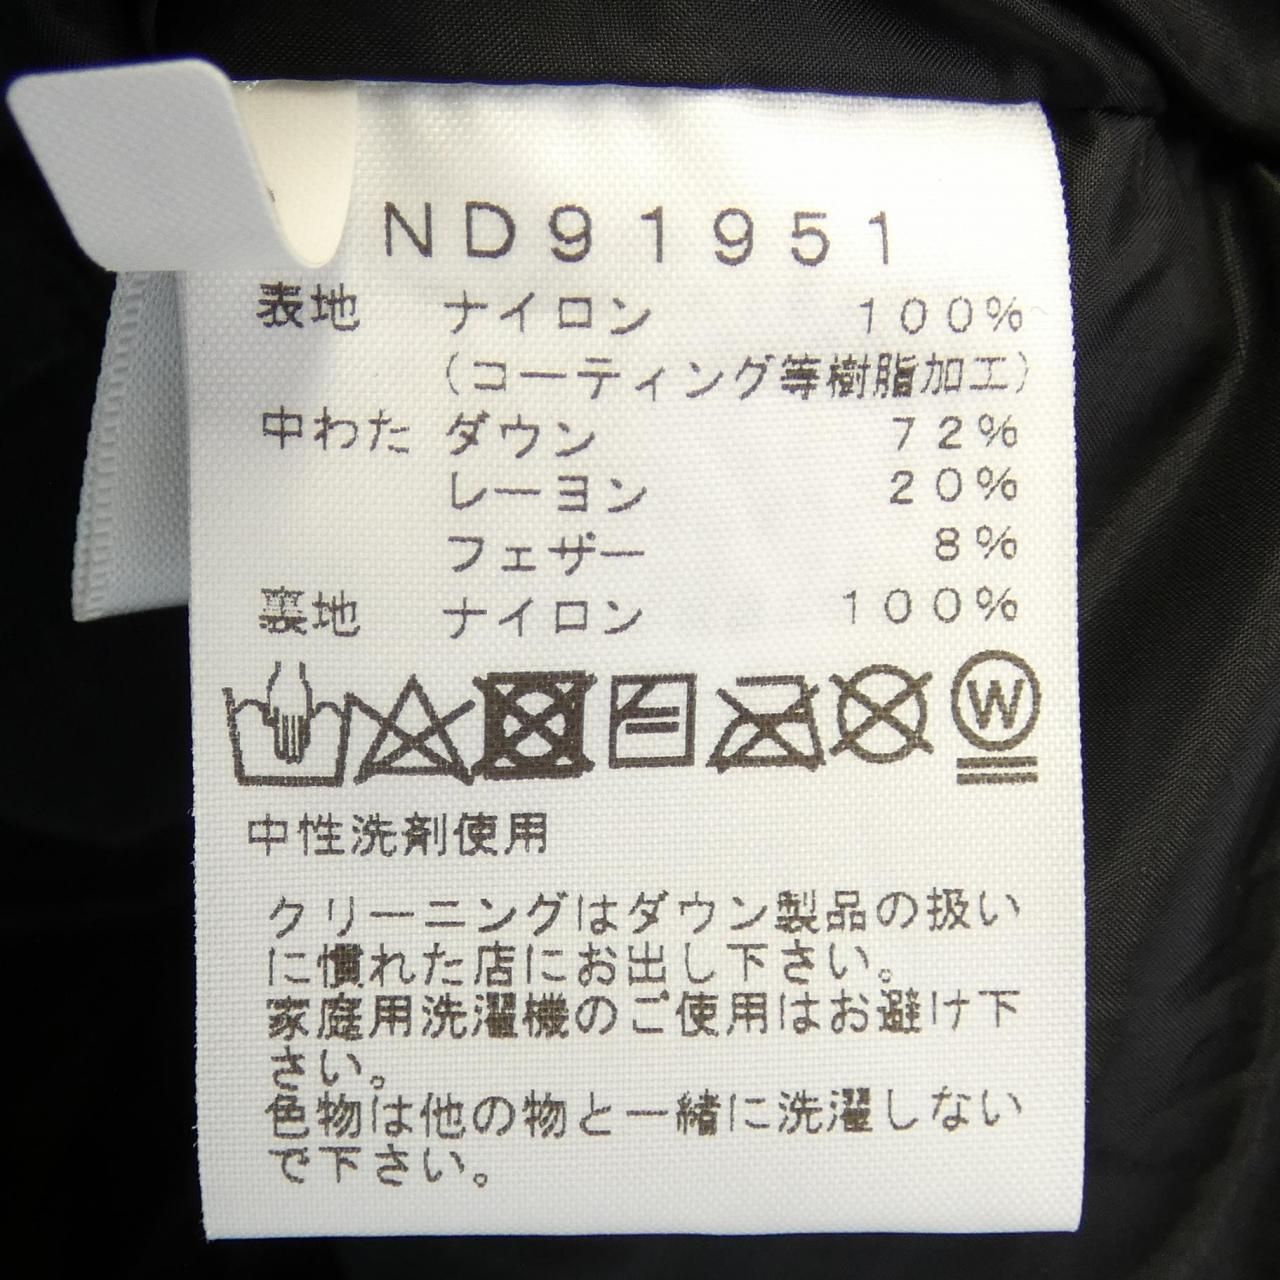 ND91951
表地 ナイロン 100%
(コーティング等樹脂加工)
中わた ダウン 72%
レーヨン 20%
フェザー 8%
裏地 ナイロン 100%
W
中性洗剤使用
クリーニングはダウン製品の扱い
に慣れた店にお出し下さい。
家庭用洗濯機のご使用はお避け下
さい。
色物は他の物と一緒に洗濯しない
で下さい。